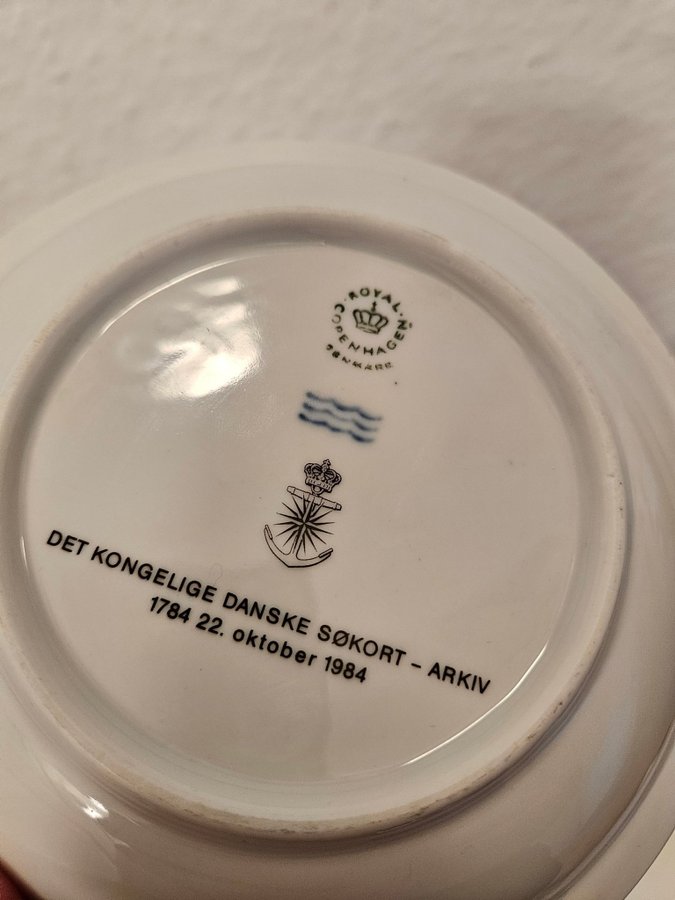 ROYAL
COPENHAGEN
DENMARK
DET KONGELIGE DANSKE SØKORT – ARKIV
1784 22. oktober 1984